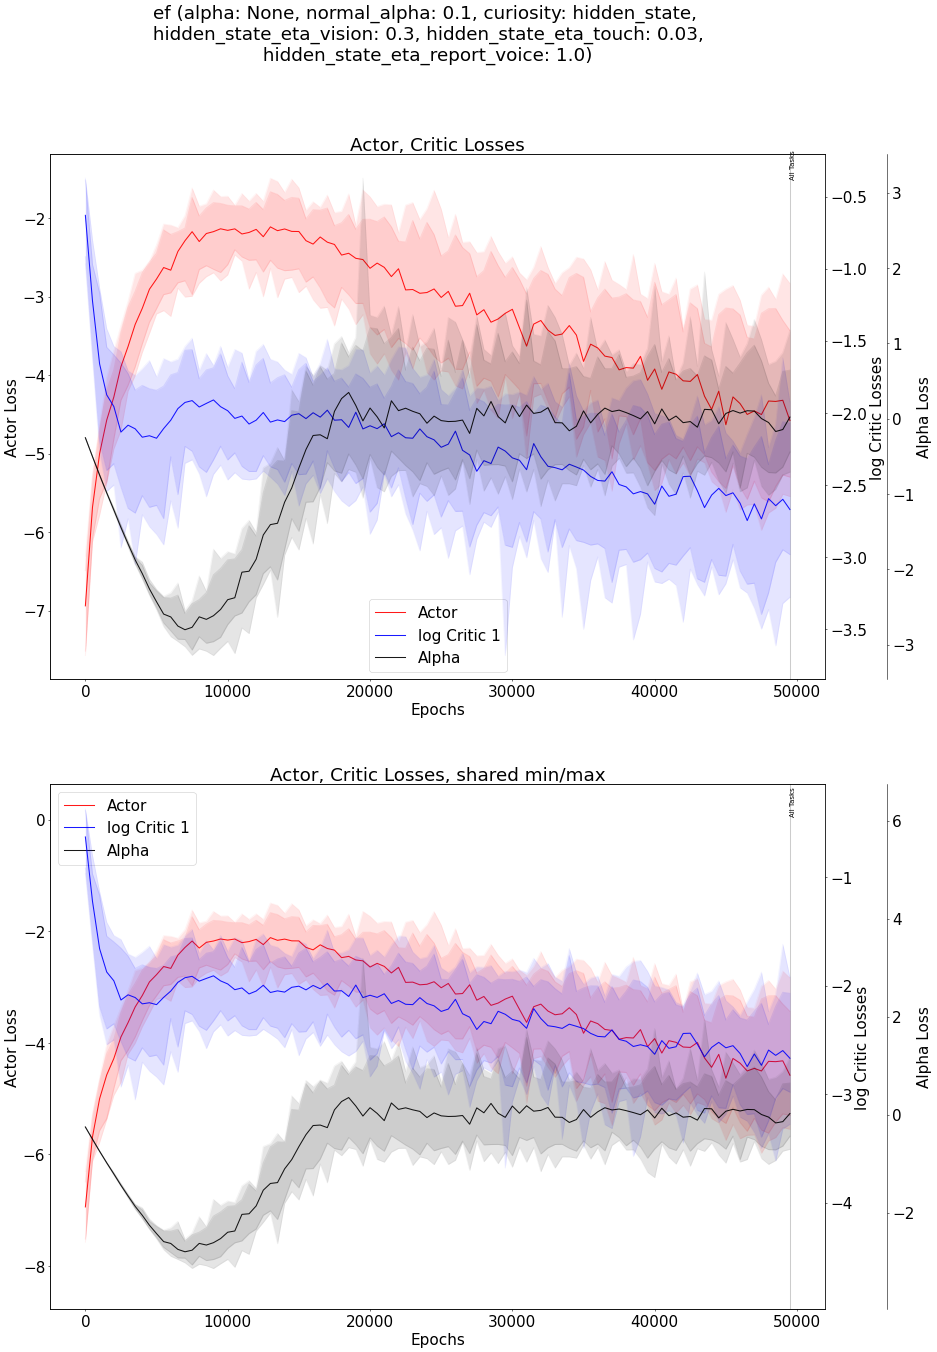 ef (alpha: None, normal_alpha: 0.1, curiosity: hidden_state,
hidden_state_eta_vision: 0.3, hidden_state_eta_touch: 0.03,
hidden_state_eta_report_voice: 1.0)
Actor, Critic Losses
All Tasks
−2
−3
−4
−5
−6
−7
Actor Loss
−0.5
−1.0
−1.5
−2.0
−2.5
−3.0
−3.5
log Critic Losses
3
2
1
0
−1
−2
−3
Alpha Loss
Actor
log Critic 1
Alpha
0 10000 20000 30000 40000 50000
Epochs
Actor, Critic Losses, shared min/max
All Tasks
Actor
log Critic 1
Alpha
0
−2
−4
−6
−8
Actor Loss
−1
−2
−3
−4
log Critic Losses
6
4
2
0
−2
Alpha Loss
0 10000 20000 30000 40000 50000
Epochs